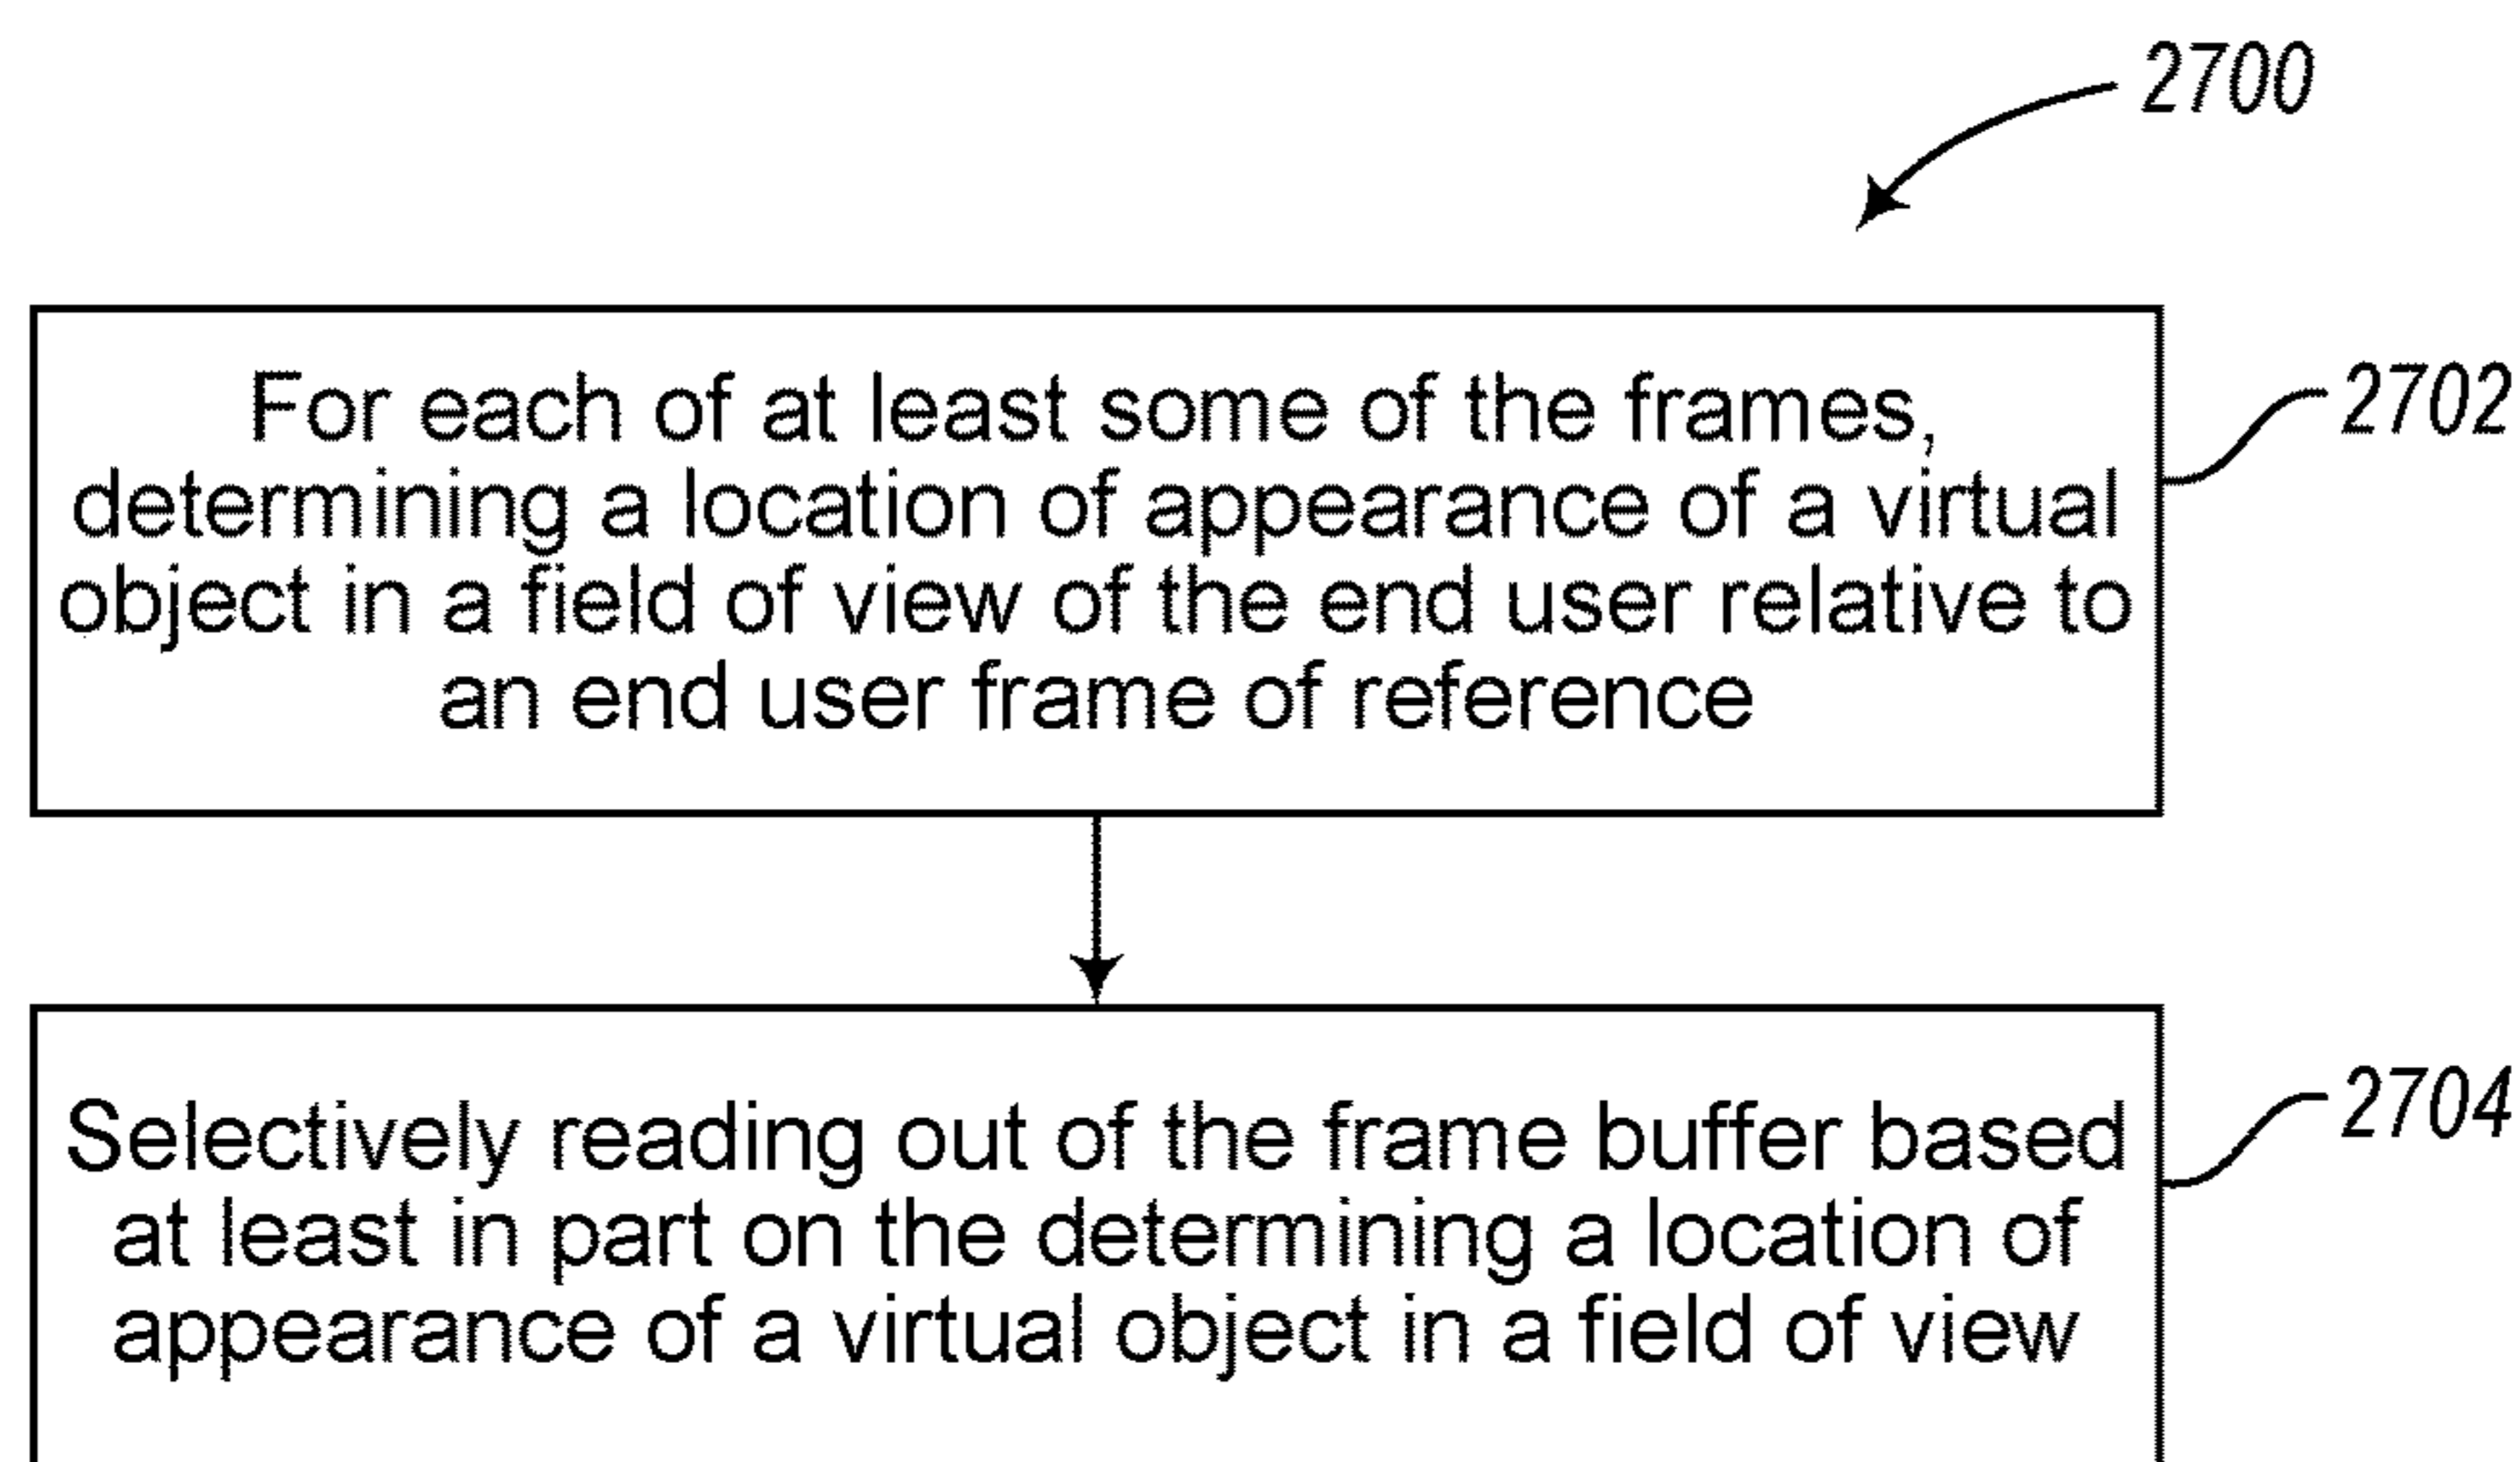 2700
For each of at least some of the frames,
determining a location of appearance of a virtual
object in a field of view of the end user relative to
an end user frame of reference
2702
Selectively reading out of the frame buffer based
at least in part on the determining a location of
appearance of a virtual object in a field of view
2704